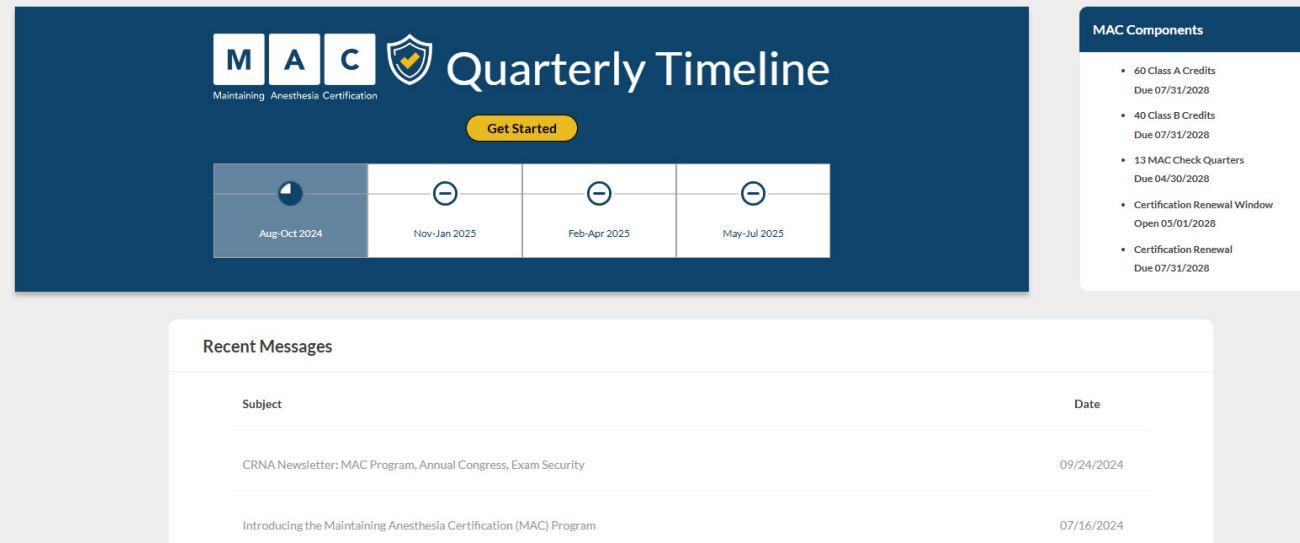 M A C
Maintaining Anesthesia Certification
Quarterly Timeline
Get Started
Aug-Oct 2024
Nov-Jan 2025
Feb-Apr 2025
May-Jul 2025
MAC Components
60 Class A Credits
Due 07/31/2028
40 Class B Credits
Due 07/31/2028
13 MAC Check Quarters
Due 04/30/2028
Certification Renewal Window
Open 05/01/2028
Certification Renewal
Due 07/31/2028
Recent Messages
Subject Date
CRNA Newsletter: MAC Program, Annual Congress, Exam Security 09/24/2024
Introducing the Maintaining Anesthesia Certification (MAC) Program 07/16/2024